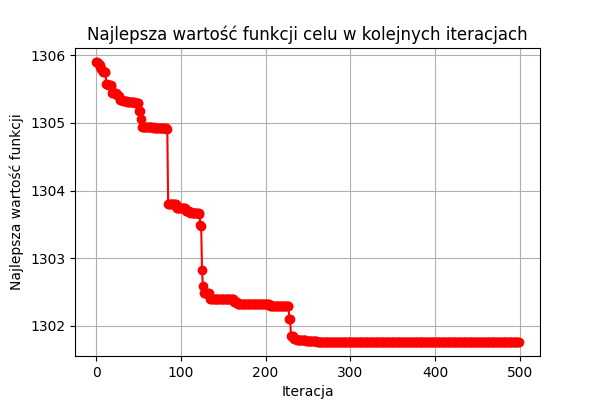 Najlepsza wartość funkcji celu w kolejnych iteracjach
Najlepsza wartość funkcji
1306
1305
1304
1303
1302
0 100 200 300 400 500
Iteracja